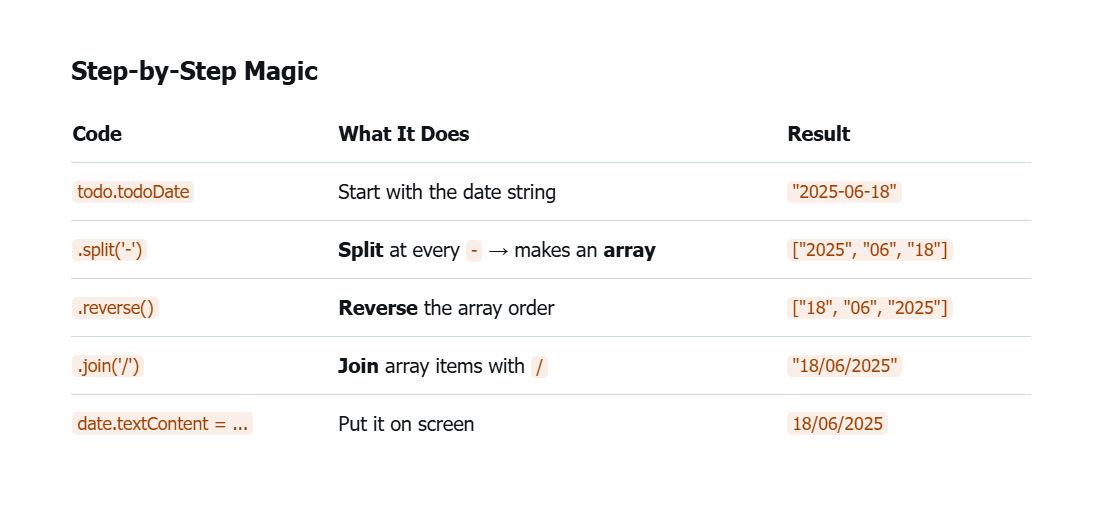 Step-by-Step Magic
Code What It Does Result
todo.todoDate Start with the date string "2025-06-18"
.split('-') Split at every - → makes an array ["2025", "06", "18"]
.reverse() Reverse the array order ["18", "06", "2025"]
.join('/') Join array items with / "18/06/2025"
date.textContent = ... Put it on screen 18/06/2025